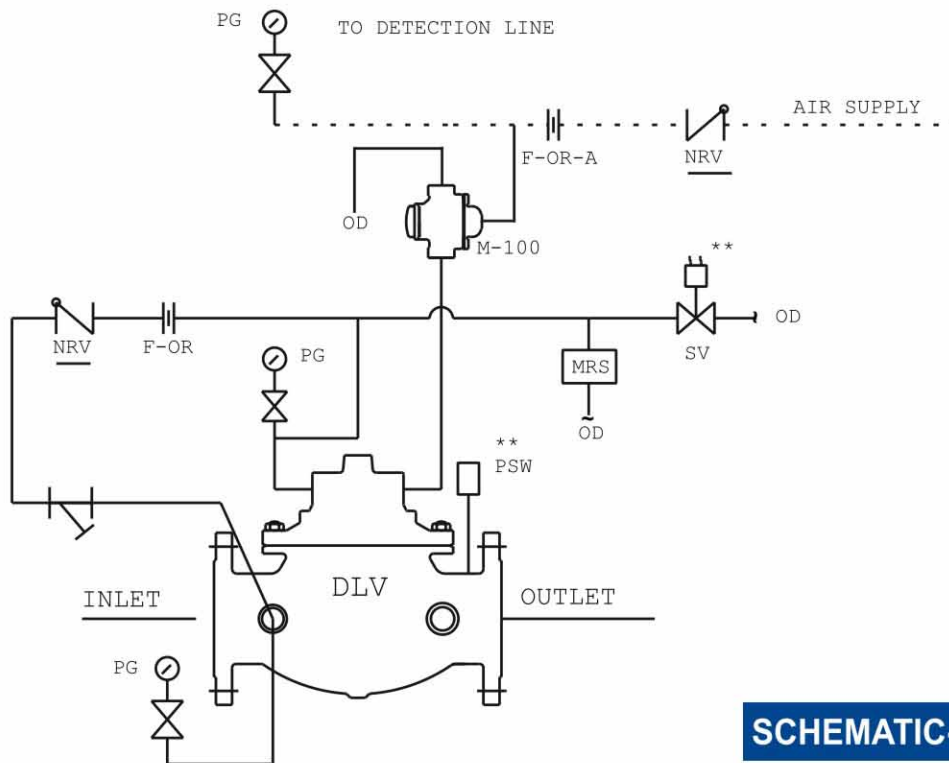 PG
TO DETECTION LINE
AIR SUPPLY
F-OR-A
NRV
OD
M-100
**
OD
NRV
F-OR
PG
SV
MRS
OD
**
PSW
DLV
INLET
OUTLET
PG
SCHEMATIC-